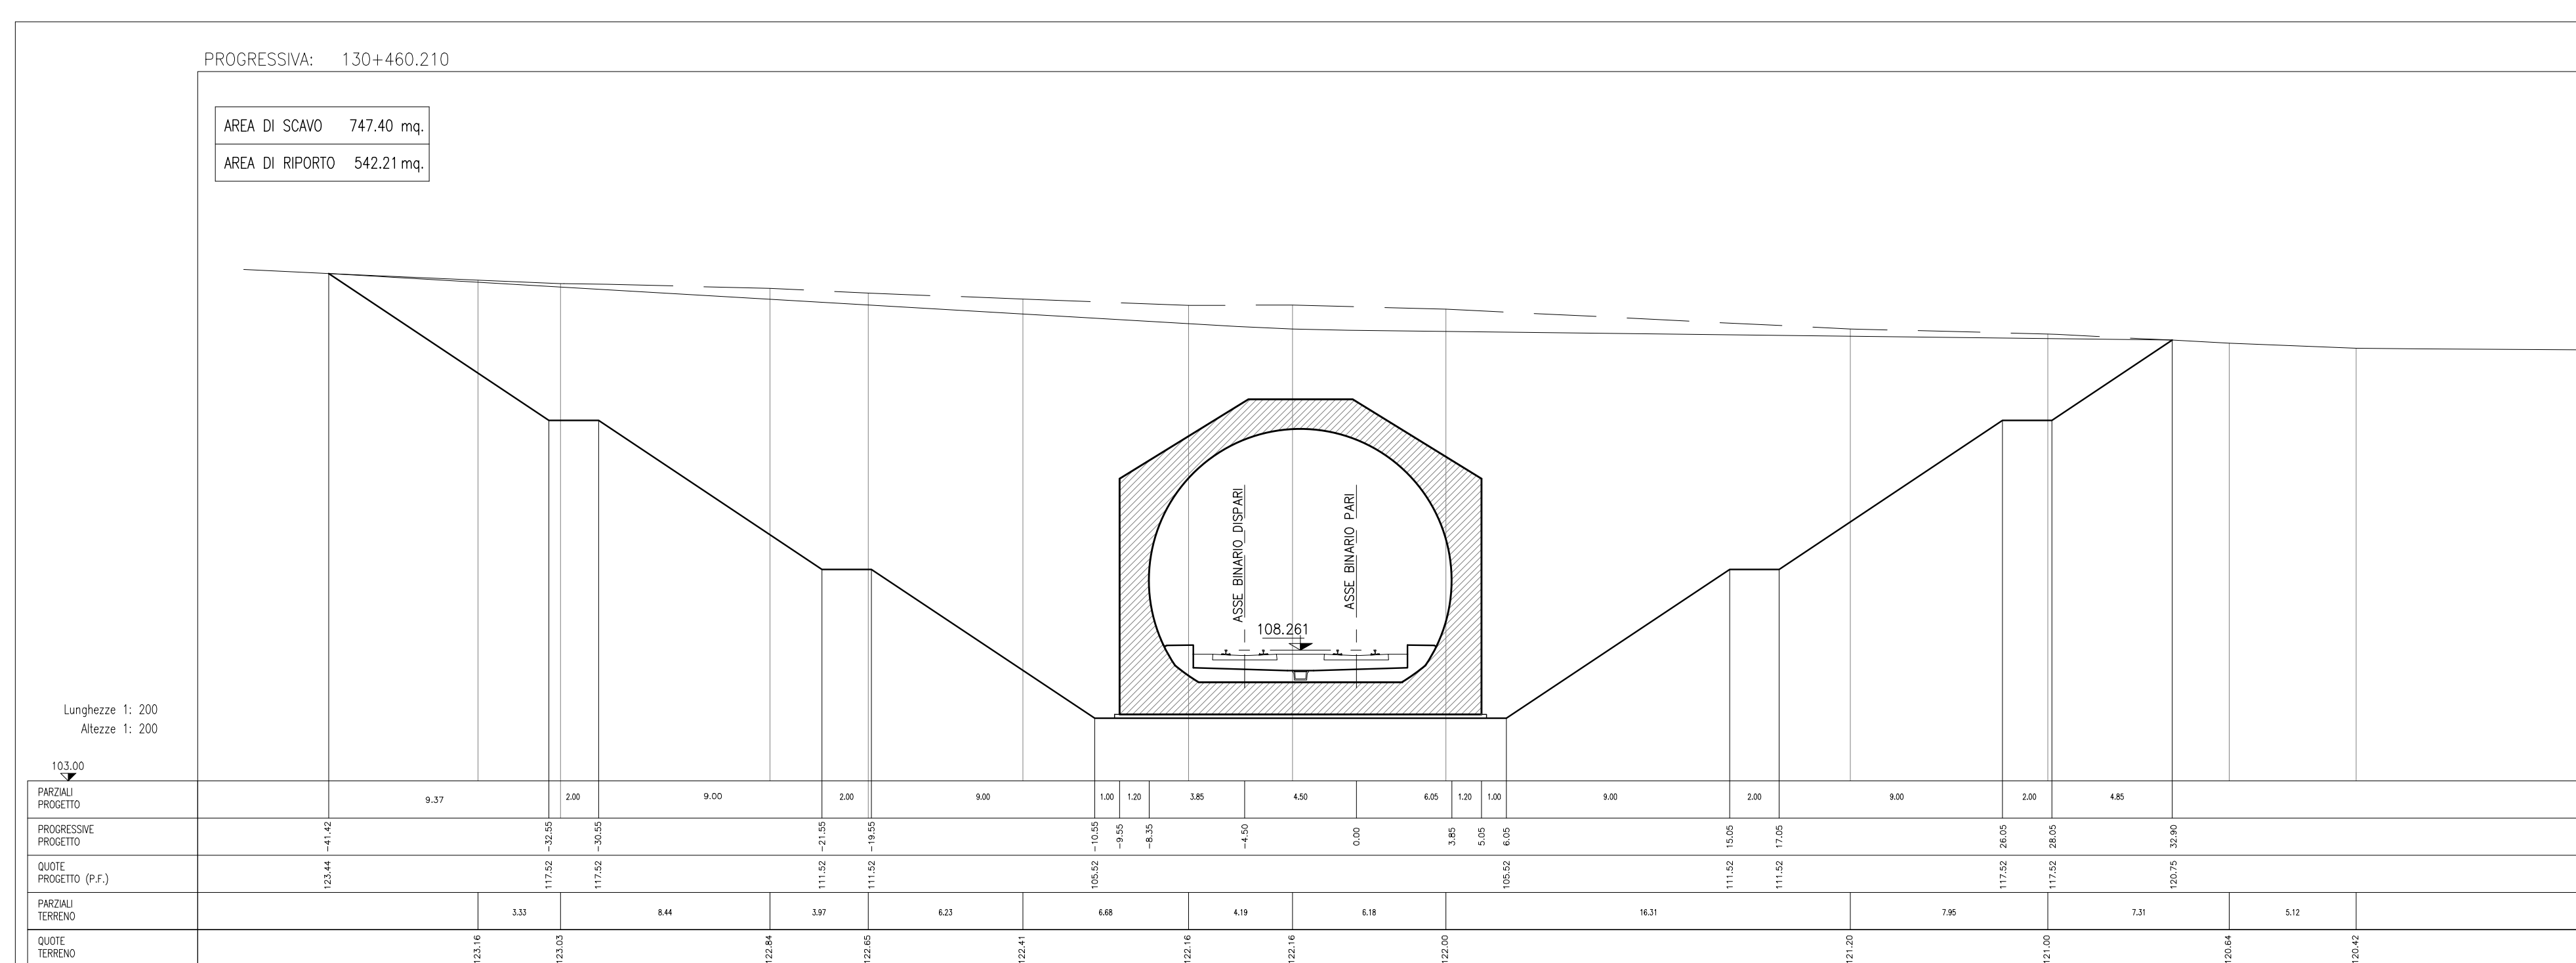 PROGRESSIVA: 130+460.210
AREA DI SCAVO 747.40 mq.
AREA DI RIPORTO 542.21 mq.
ASSE BINARIO DISPARI
ASSE BINARIO PARI
108.261
Lunghezze 1: 200
Altezze 1: 200
103.00
PARZIALI
PROGETTO
9.37 2.00 9.00 2.00 9.00 1.00 1.20 3.85 4.50 6.05 1.20 1.00 9.00 2.00 9.00 2.00 4.85
PROGRESSIVE
PROGETTO
-41.42 -32.55 -30.55 -21.55 -19.55 -10.55 -9.55 -8.35 -4.50 0.00 3.85 5.05 6.05 15.05 17.05 26.05 28.05 32.90
QUOTE
PROGETTO (P.F.)
123.44 117.52 117.52 111.52 111.52 105.52 105.52 111.52 111.52 117.52 117.52 120.75
PARZIALI
TERRENO
3.33 8.44 3.97 6.23 6.68 4.19 6.18 16.31 7.95 7.31 5.12
QUOTE
TERRENO
123.16 123.03 122.84 122.65 122.41 122.16 122.16 122.00 121.20 121.00 120.64 120.42